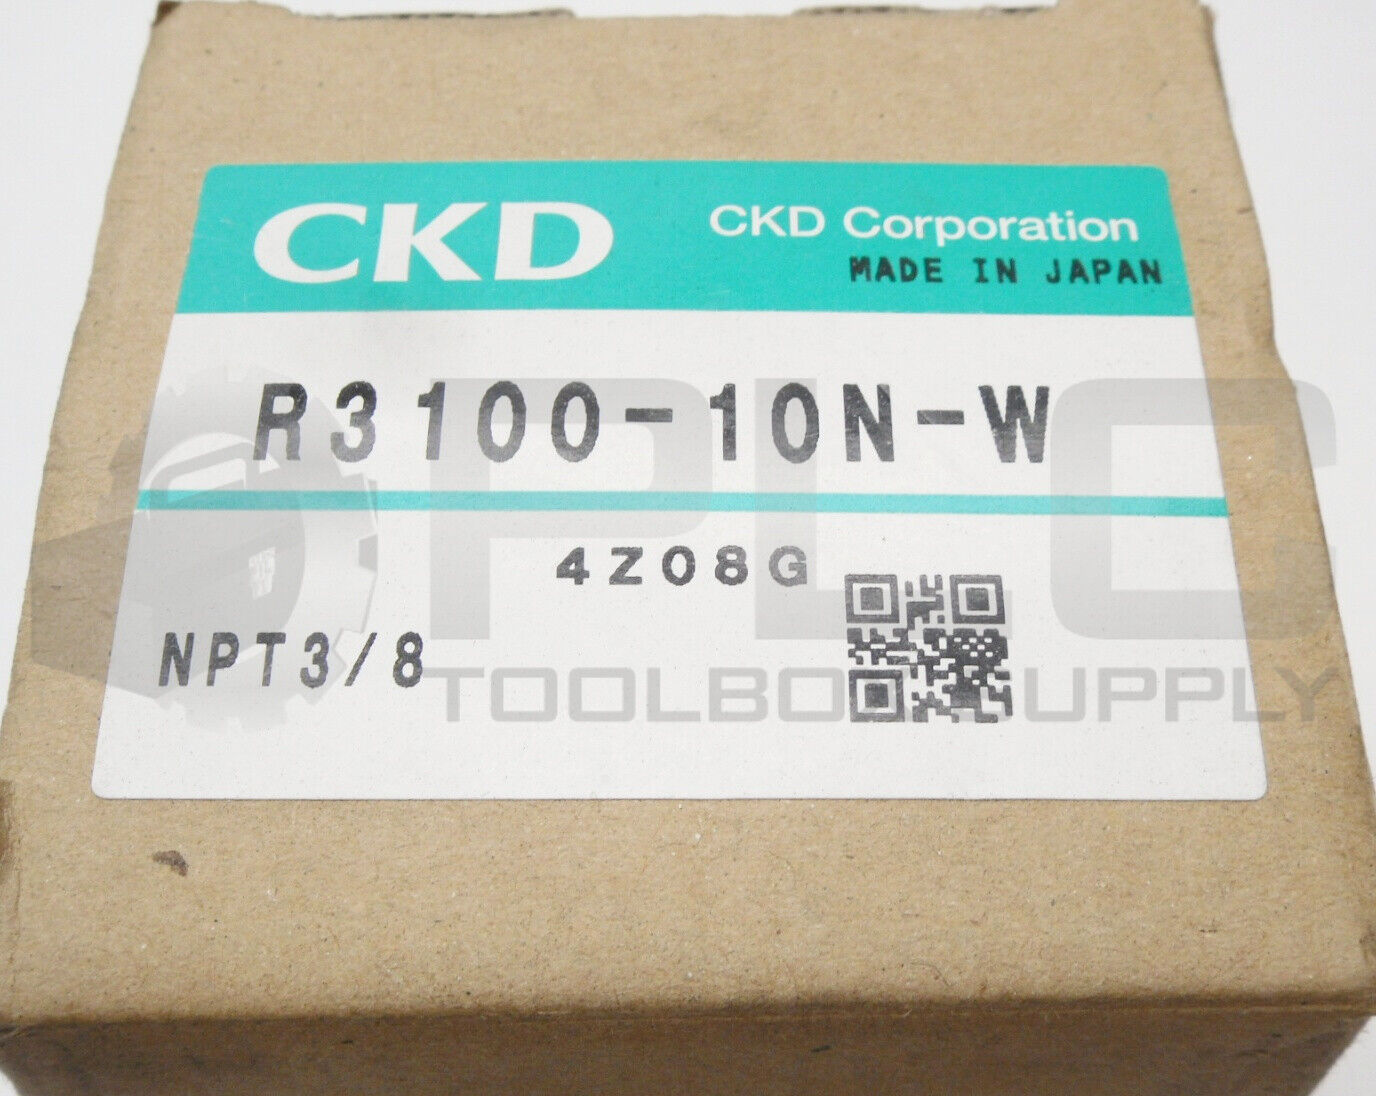 CKD
CKD Corporation
MADE IN JAPAN
R3100-10N-W
4Z08G
NPT3/8
PLC
TOOLBOX SUPPLY